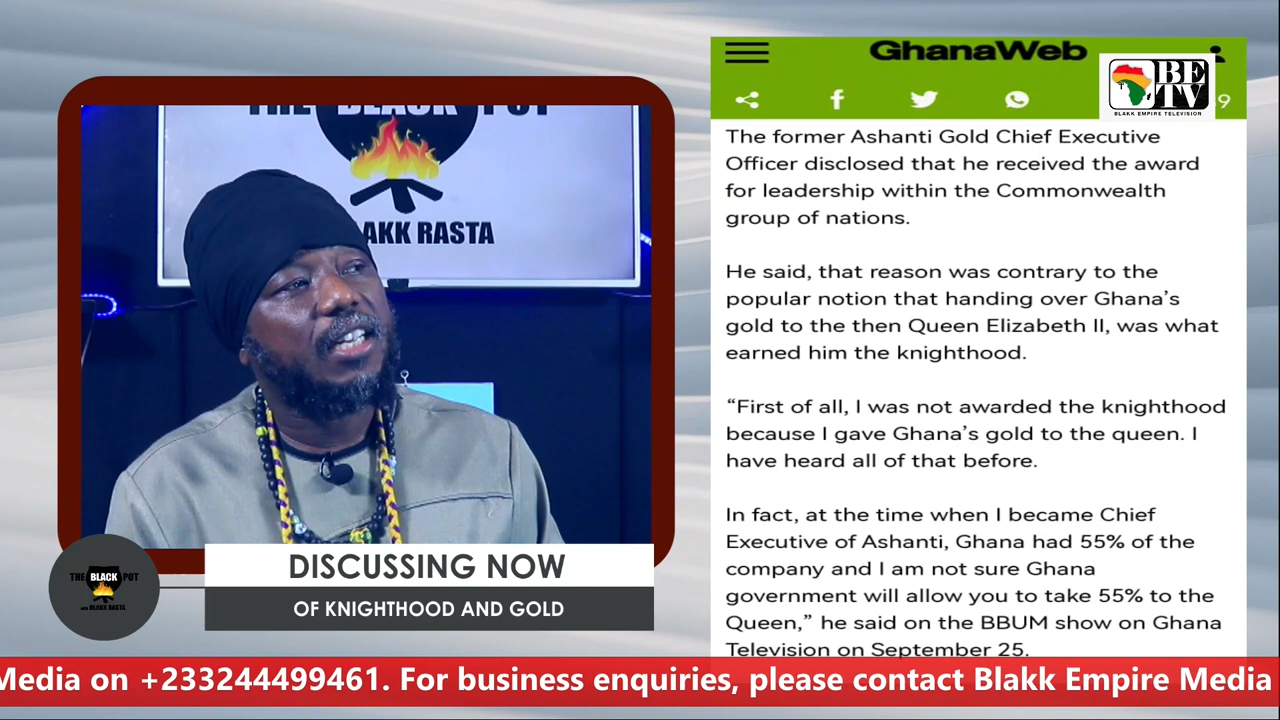 THE BLACK POT
AKK RASTA
THE BLACK POT
with BLAKK RASTA
DISCUSSING NOW
OF KNIGHTHOOD AND GOLD
GhanaWeb
BE
TV
BLAKK EMPIRE TELEVISION
9
The former Ashanti Gold Chief Executive
Officer disclosed that he received the award
for leadership within the Commonwealth
group of nations.
He said, that reason was contrary to the
popular notion that handing over Ghana’s
gold to the then Queen Elizabeth II, was what
earned him the knighthood.
“First of all, I was not awarded the knighthood
because I gave Ghana’s gold to the queen. I
have heard all of that before.
In fact, at the time when I became Chief
Executive of Ashanti, Ghana had 55% of the
company and I am not sure Ghana
government will allow you to take 55% to the
Queen,” he said on the BBUM show on Ghana
Television on September 25.
Media on +233244499461. For business enquiries, please contact Blakk Empire Media